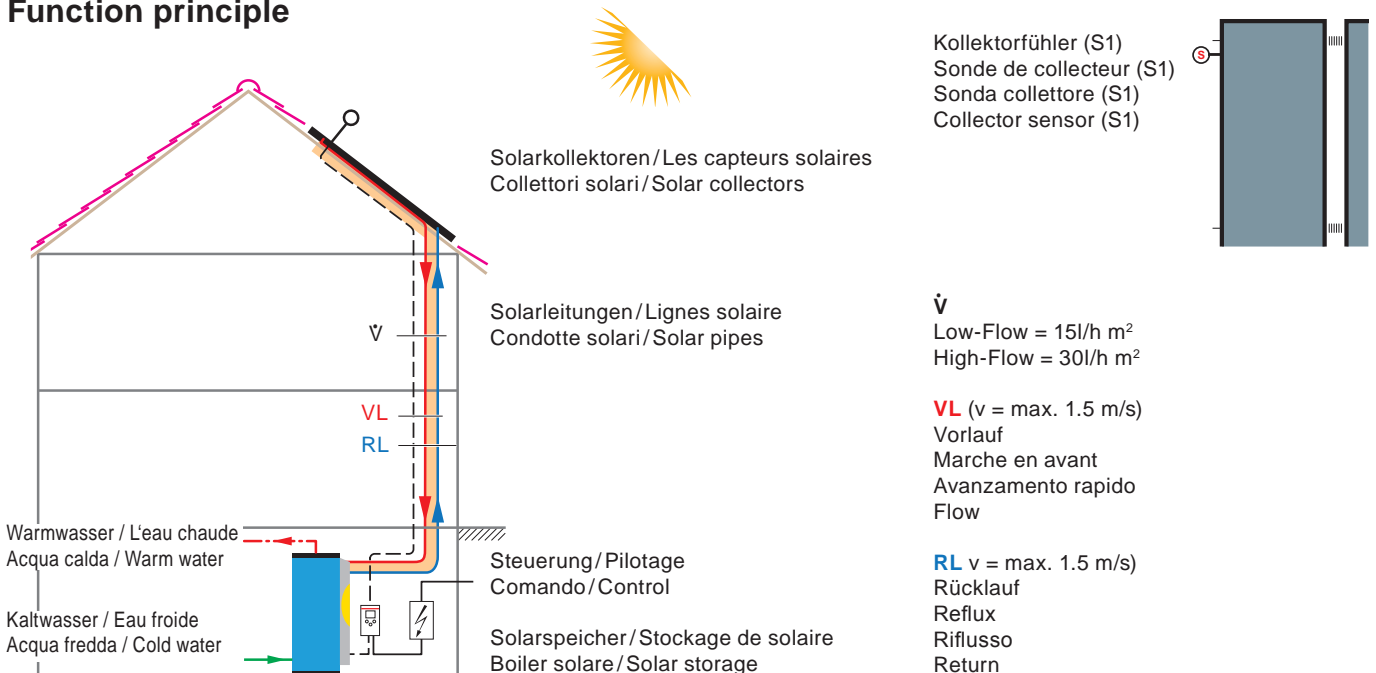 Function principle
Kollektorfühler (S1)
Sonde de collecteur (S1)
Sonda collettore (S1)
Collector sensor (S1)
S
Solarkollektoren/Les capteurs solaires
Collettori solari/Solar collectors
Solarleitungen/Lignes solaire
Condotte solari/Solar pipes
V̇
VL
RL
V̇
Low-Flow = 15l/h m²
High-Flow = 30l/h m²
VL (v = max. 1.5 m/s)
Vorlauf
Marche en avant
Avanzamento rapido
Flow
RL v = max. 1.5 m/s)
Rücklauf
Reflux
Riflusso
Return
Warmwasser / L‘eau chaude
Acqua calda / Warm water
Kaltwasser / Eau froide
Acqua fredda / Cold water
Steuerung/Pilotage
Comando/Control
Solarspeicher/Stockage de solaire
Boiler solare/Solar storage